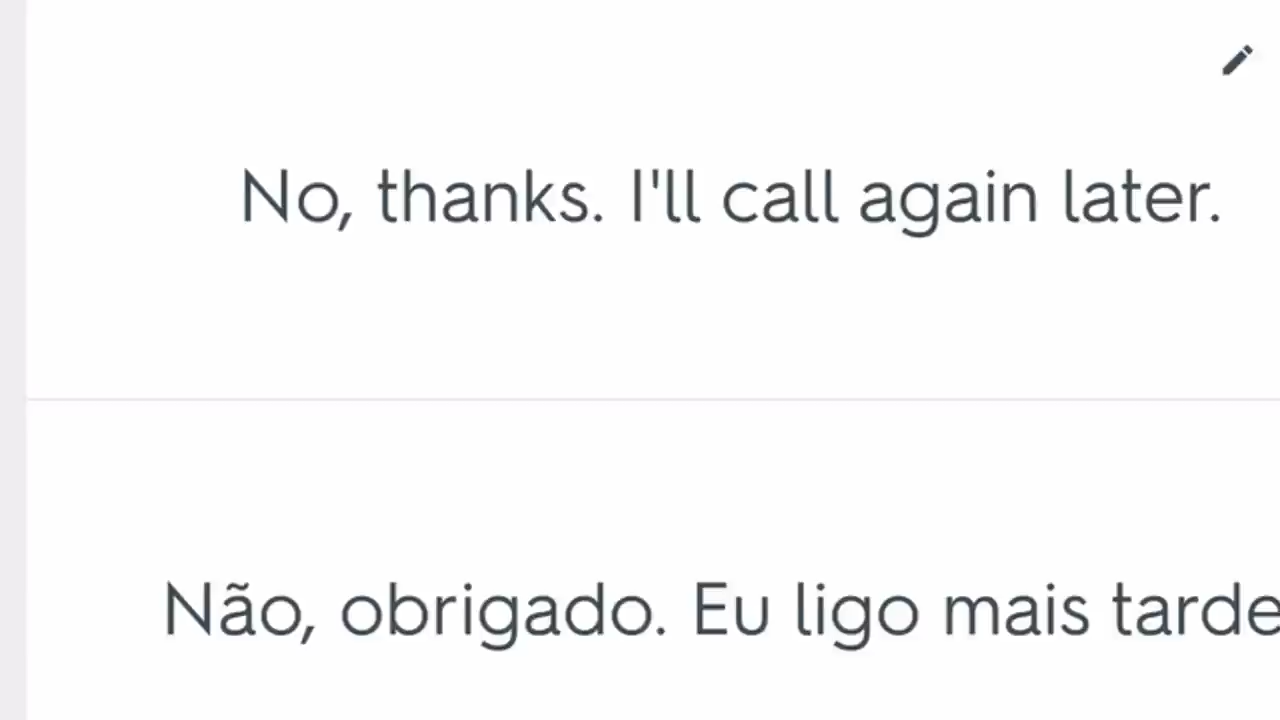 No, thanks. I'll call again later.
Não, obrigado. Eu ligo mais tarde